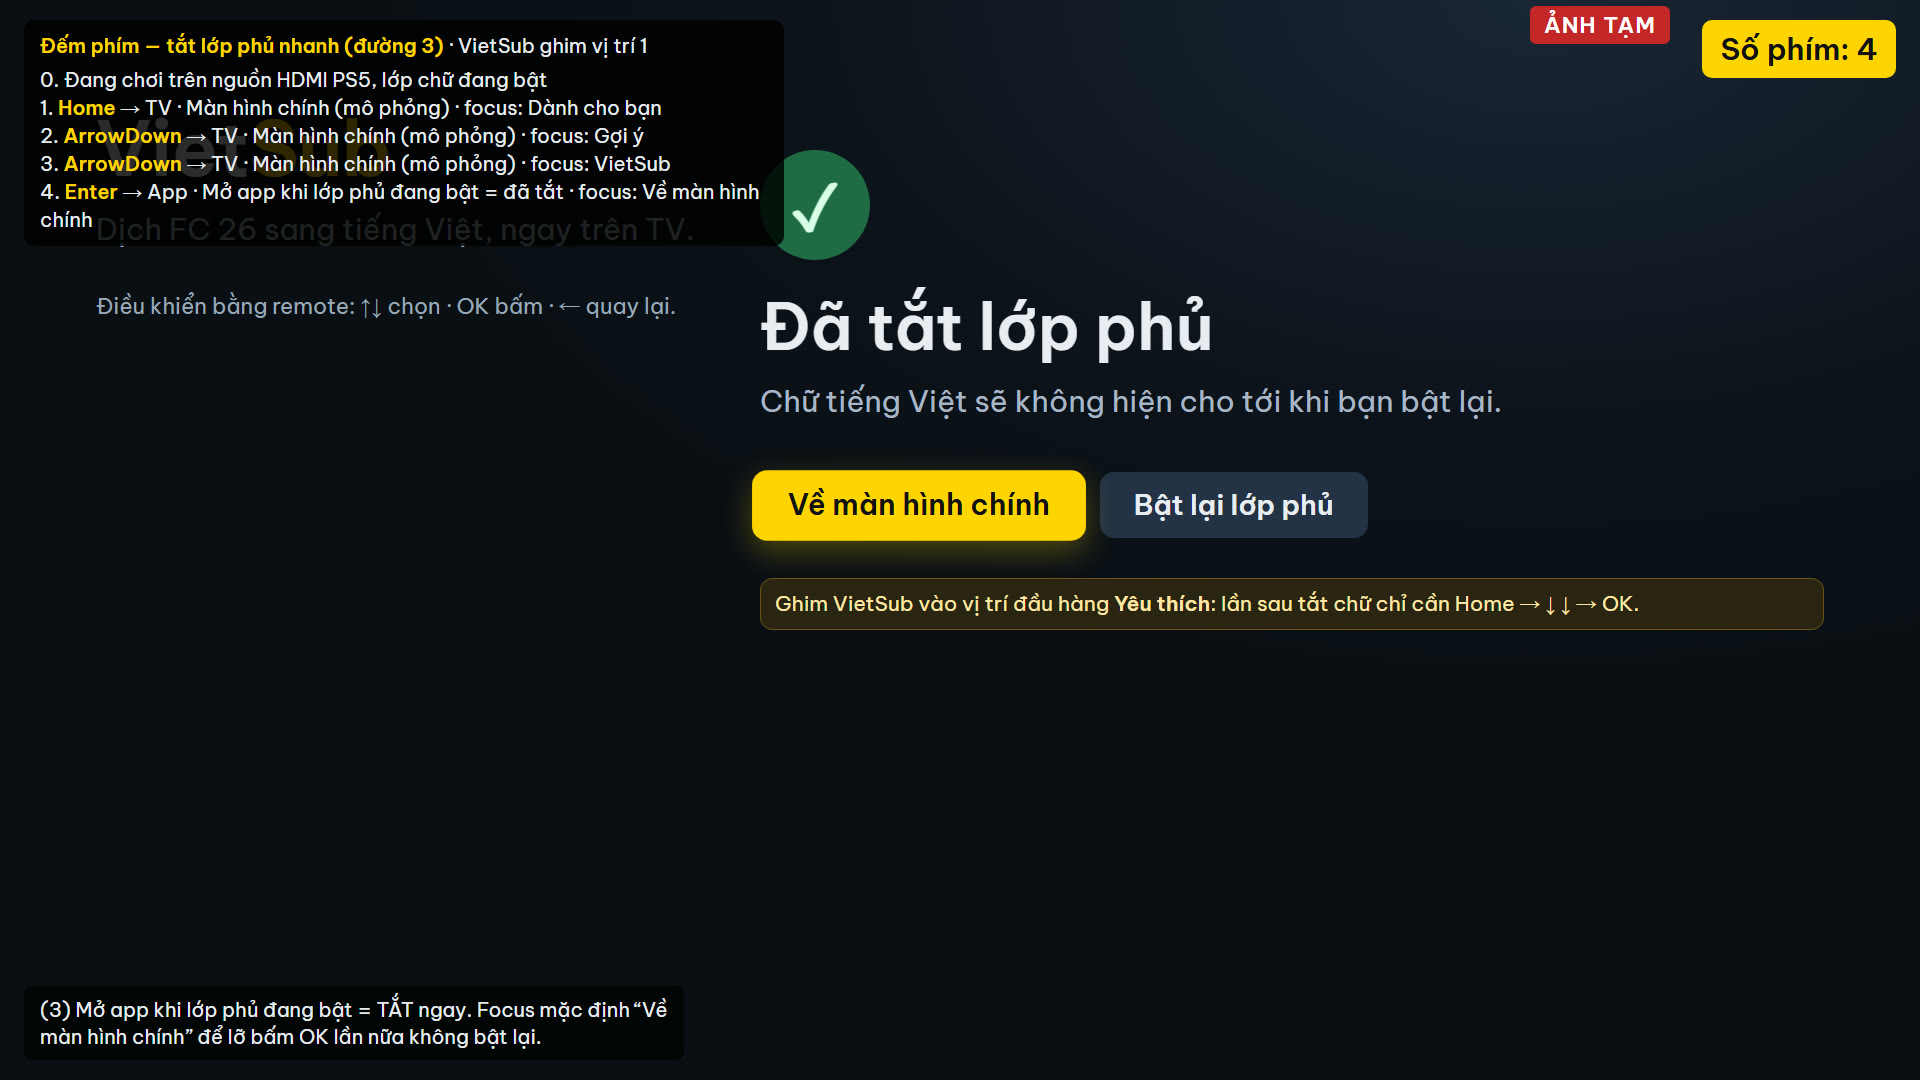 Đếm phím — tắt lớp phủ nhanh (đường 3) · VietSub ghim vị trí 1
0. Đang chơi trên nguồn HDMI PS5, lớp chữ đang bật
1. Home → TV · Màn hình chính (mô phỏng) · focus: Dành cho bạn
2. ArrowDown → TV · Màn hình chính (mô phỏng) · focus: Gợi ý
3. ArrowDown → TV · Màn hình chính (mô phỏng) · focus: VietSub
4. Enter → App · Mở app khi lớp phủ đang bật = đã tắt · focus: Về màn hình
chính
ẢNH TẠM
Số phím: 4
VietSub
Dịch FC 26 sang tiếng Việt, ngay trên TV.
Điều khiển bằng remote: ↑↓ chọn · OK bấm · ← quay lại.
✓
Đã tắt lớp phủ
Chữ tiếng Việt sẽ không hiện cho tới khi bạn bật lại.
Về màn hình chính
Bật lại lớp phủ
Ghim VietSub vào vị trí đầu hàng Yêu thích: lần sau tắt chữ chỉ cần Home → ↓ ↓ → OK.
(3) Mở app khi lớp phủ đang bật = TẮT ngay. Focus mặc định “Về
màn hình chính” để lỡ bấm OK lần nữa không bật lại.